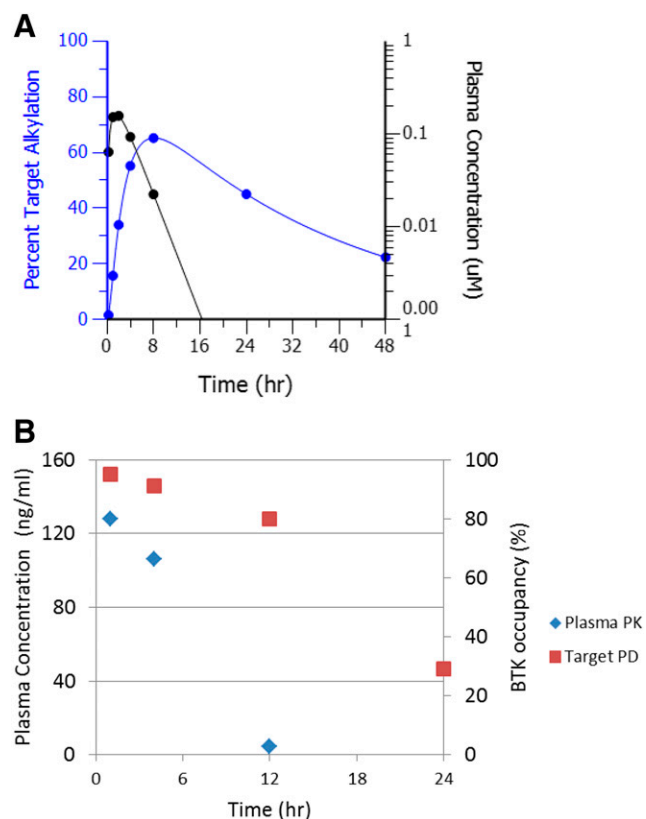 A
Percent Target Alkylation
100
80
60
40
20
0
1
0.1
0.01
0.00
1
Plasma Concentration (uM)
0 8 16 24 32 40 48
Time (hr)
B
Plasma Concentration (ng/ml)
160
120
80
40
0
100
80
60
40
20
0
BTK occupancy (%)
Plasma PK
Target PD
0 6 12 18 24
Time (hr)